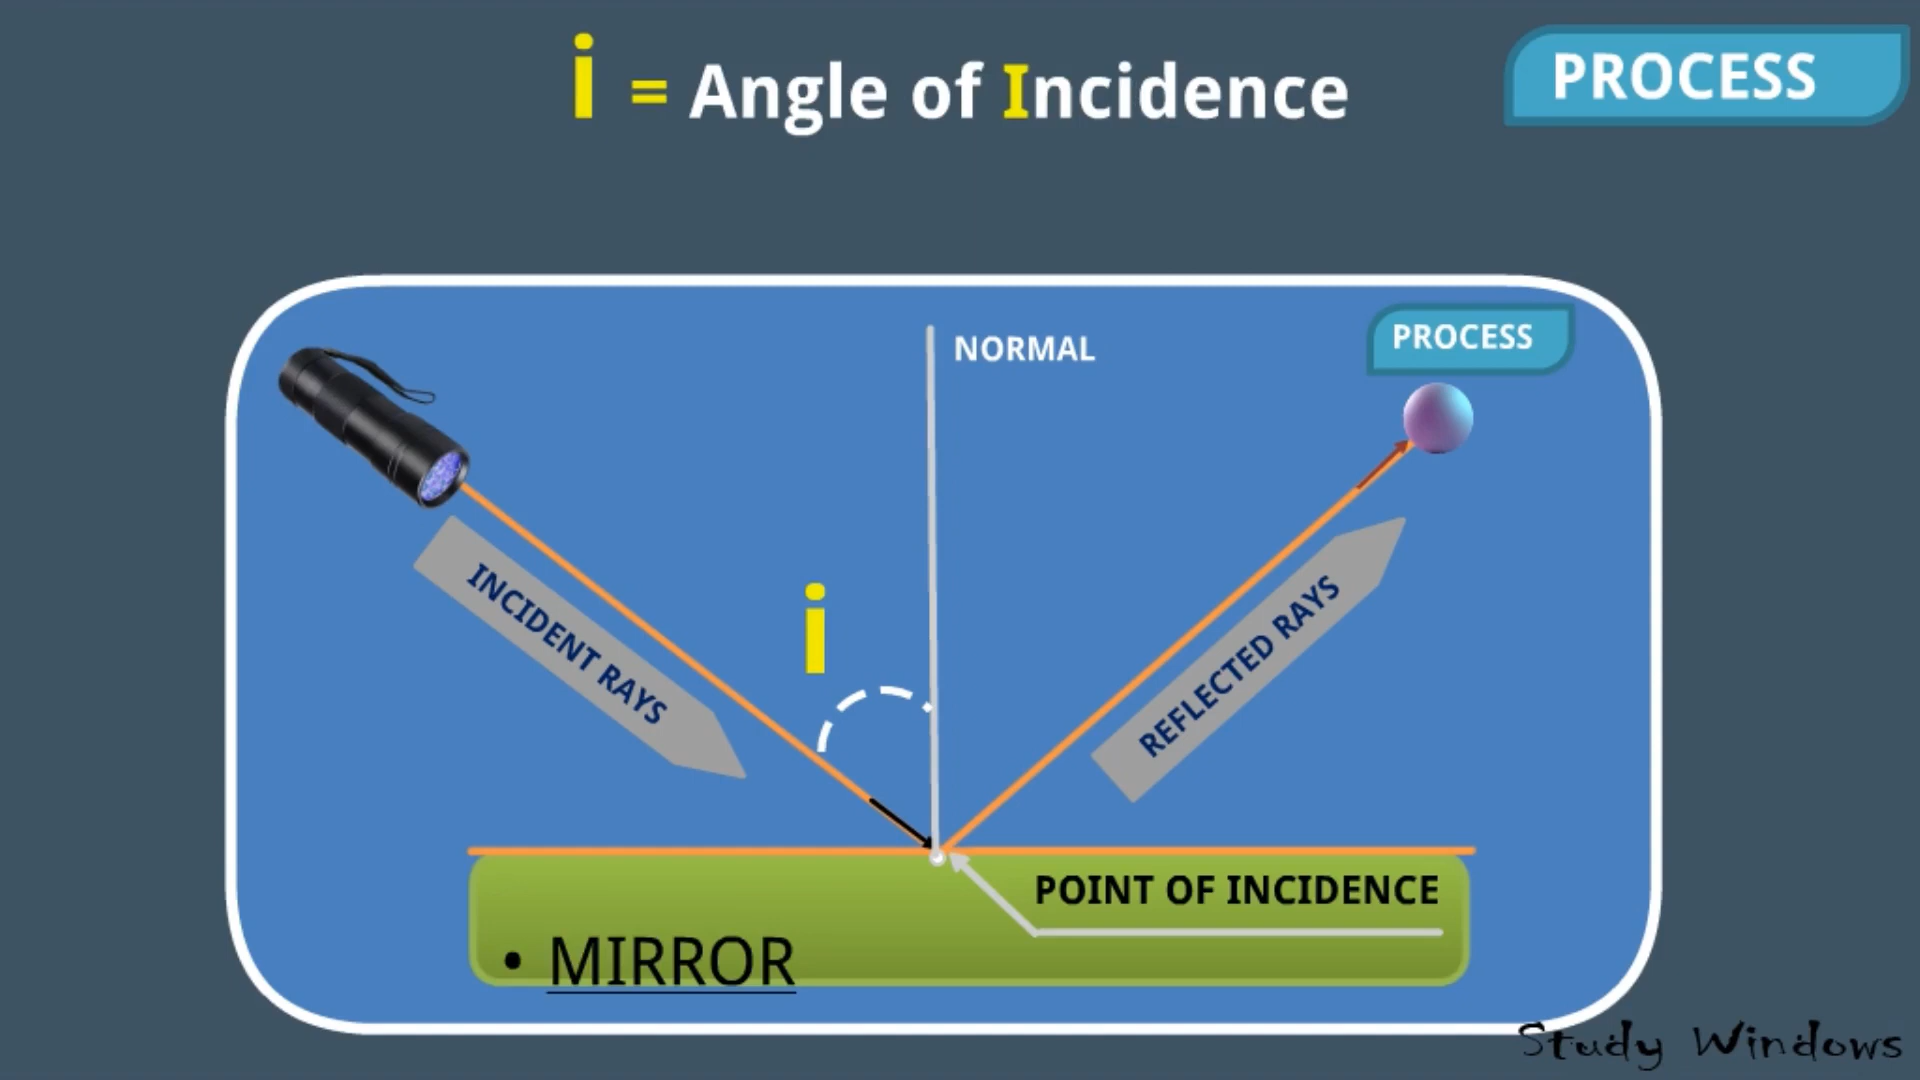 i = Angle of Incidence
PROCESS
PROCESS
NORMAL
INCIDENT RAYS
i
REFLECTED RAYS
POINT OF INCIDENCE
• MIRROR
Study Windows